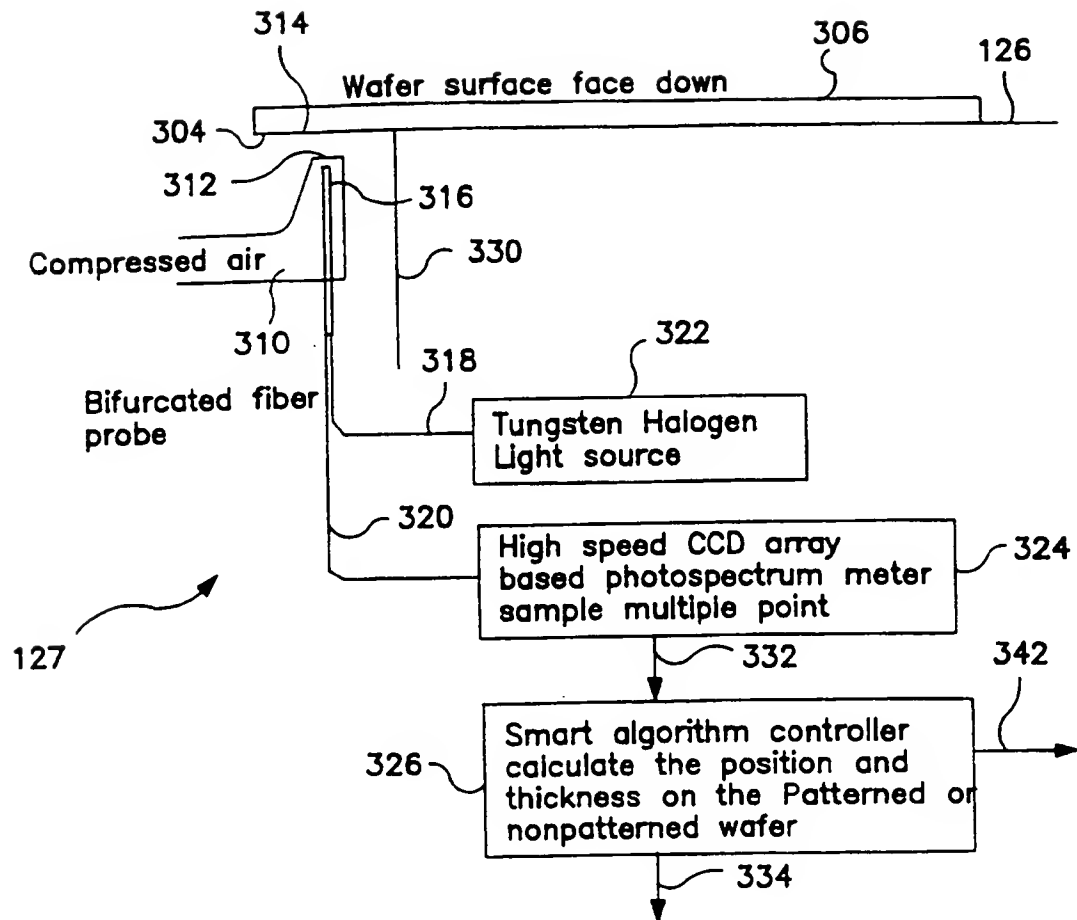 314
306
126
Wafer surface face down
304
312
316
Compressed air
330
310
318
322
Bifurcated fiber
probe
Tungsten Halogen
Light source
320
High speed CCD array
based photospectrum meter
sample multiple point
324
127
332
342
Smart algorithm controller
calculate the position and
thickness on the Patterned or
nonpatterned wafer
326
334